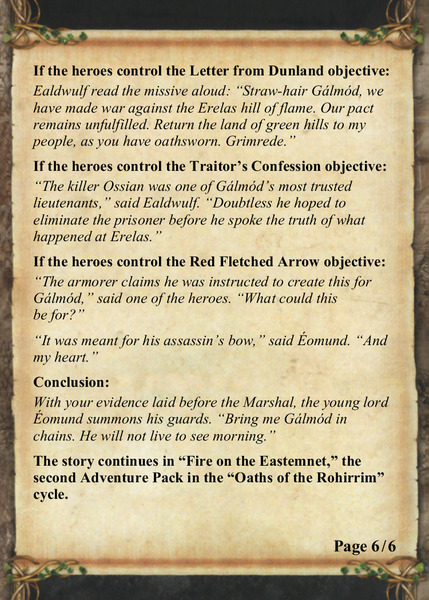 If the heroes control the Letter from Dunland objective:
Ealdwulf read the missive aloud: “Straw-hair Gálmód, we
have made war against the Erelas hill of flame. Our pact
remains unfulfilled. Return the land of green hills to my
people, as you have oathsworn. Grimrede.”
If the heroes control the Traitor’s Confession objective:
“The killer Ossian was one of Gálmód’s most trusted
lieutenants,” said Ealdwulf. “Doubtless he hoped to
eliminate the prisoner before he spoke the truth of what
happened at Erelas.”
If the heroes control the Red Fletched Arrow objective:
“The armorer claims he was instructed to create this for
Gálmód,” said one of the heroes. “What could this
be for?”
“It was meant for his assassin’s bow,” said Éomund. “And
my heart.”
Conclusion:
With your evidence laid before the Marshal, the young lord
Éomund summons his guards. “Bring me Gálmód in
chains. He will not live to see morning.”
The story continues in “Fire on the Eastemnet,” the
second Adventure Pack in the “Oaths of the Rohirrim”
cycle.
Page 6/6